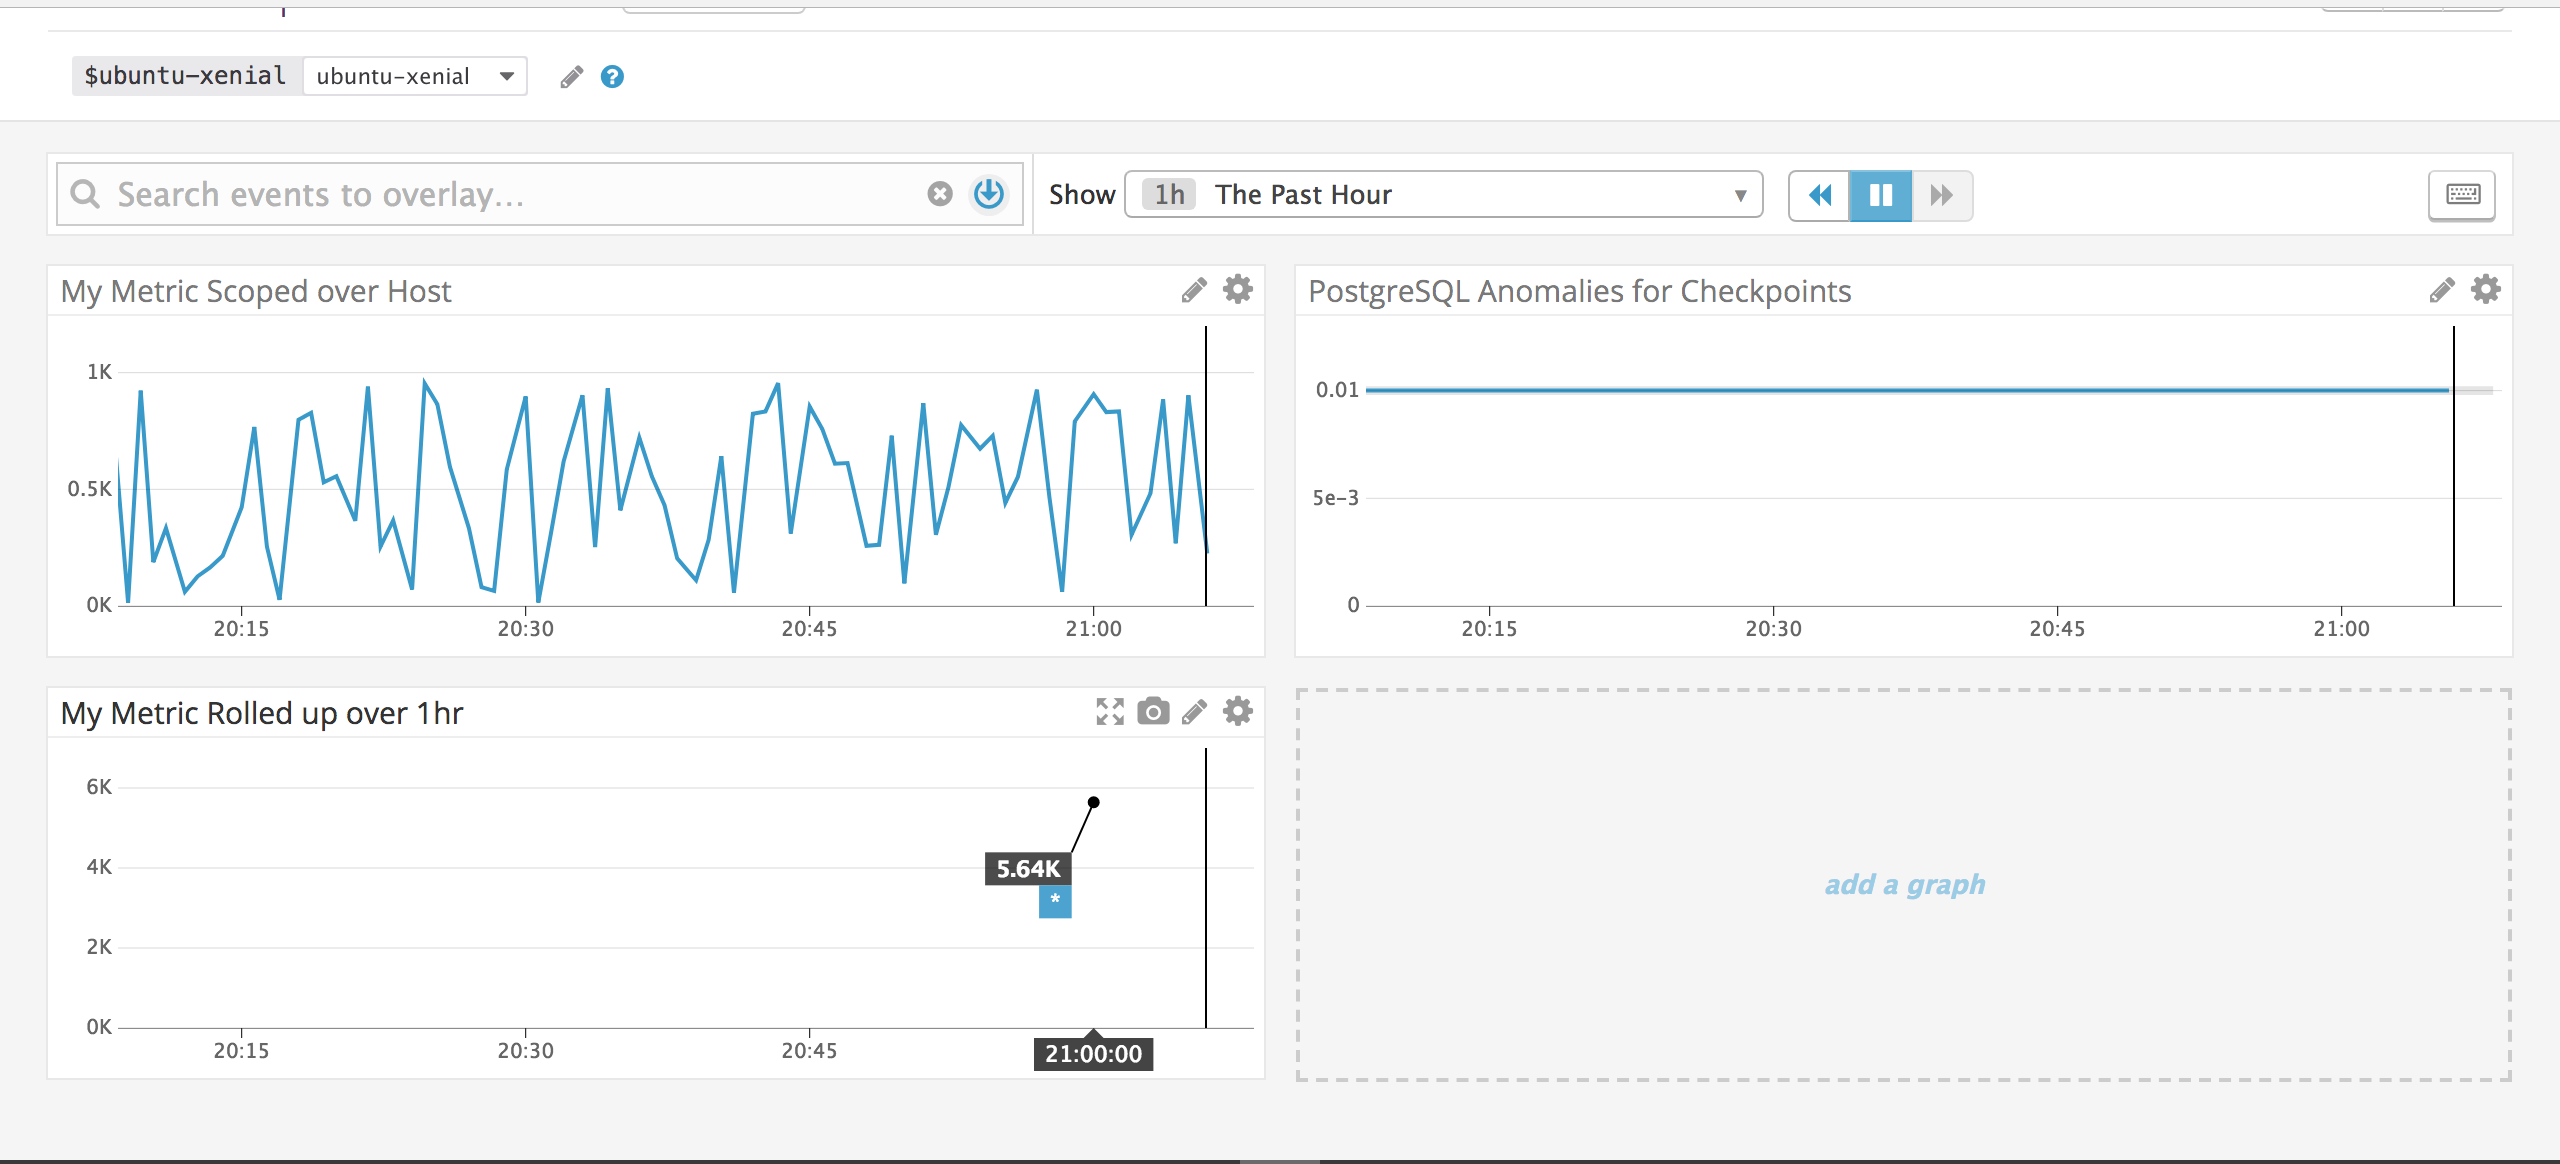 $ubuntu-xenial ubuntu-xenial ?
Search events to overlay...
Show 1h The Past Hour
My Metric Scoped over Host
1K
0.5K
0K
20:15 20:30 20:45 21:00
PostgreSQL Anomalies for Checkpoints
0.01
5e-3
0
20:15 20:30 20:45 21:00
My Metric Rolled up over 1hr
6K
4K
5.64K
*
2K
0K
20:15 20:30 20:45 21:00:00
add a graph